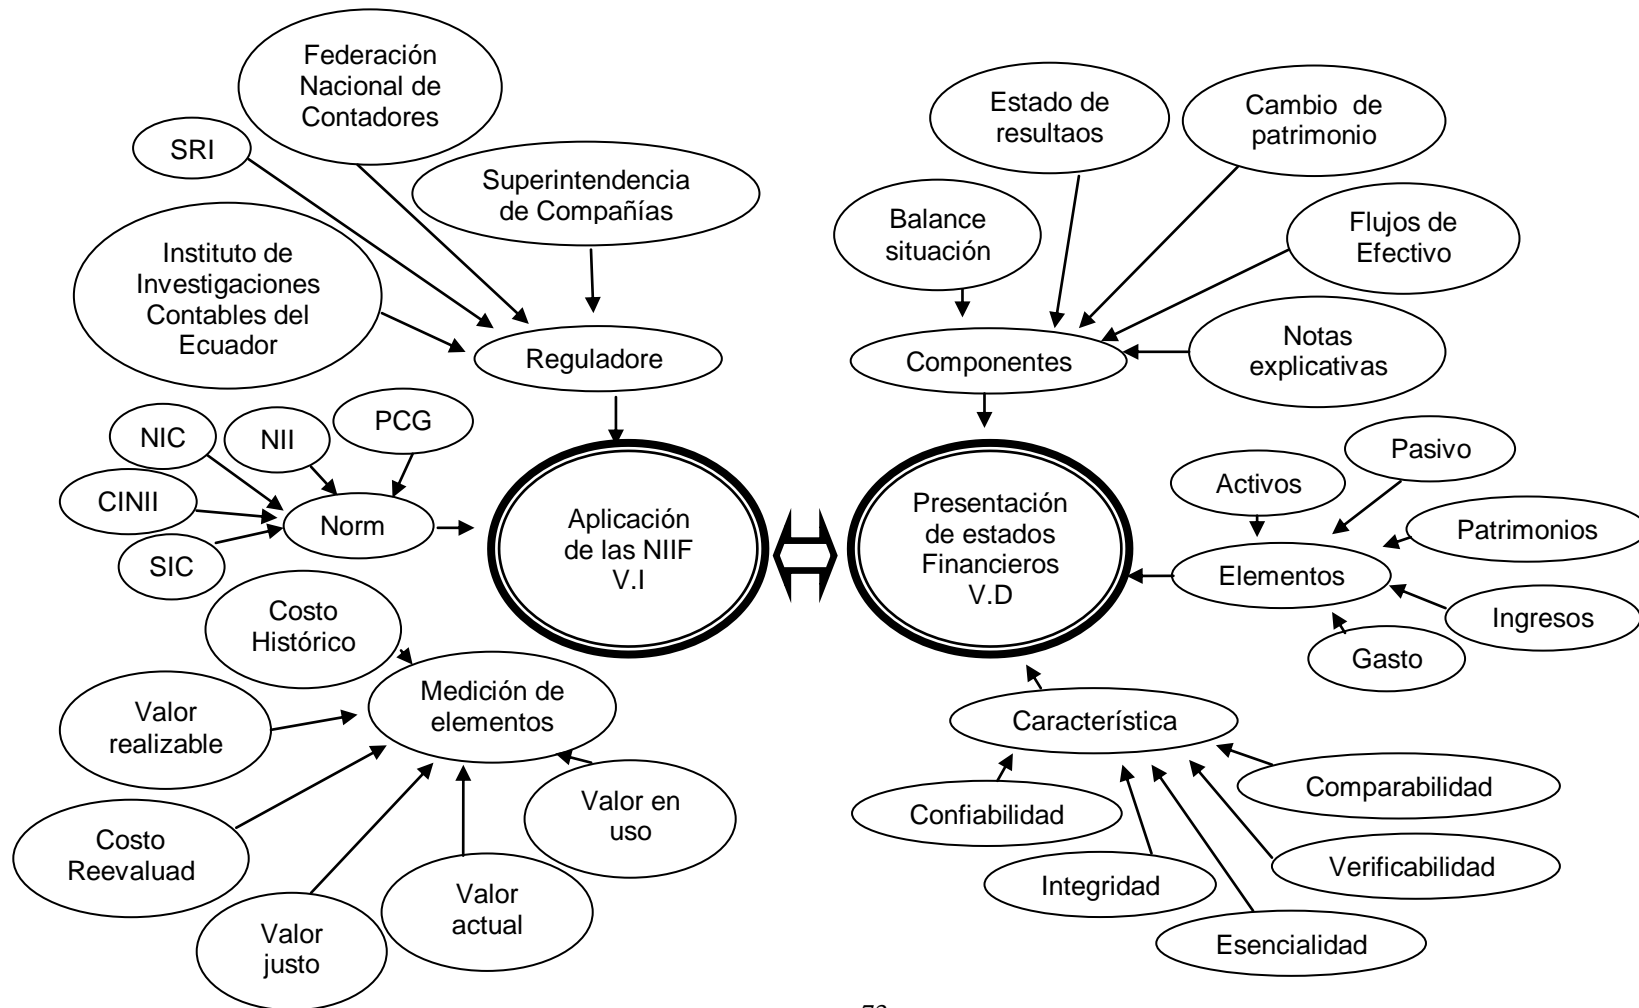 Federación
Nacional de
Contadores
SRI
Superintendencia
de Compañías
Instituto de
Investigaciones
Contables del
Ecuador
Reguladore
Estado de
resultaos
Cambio de
patrimonio
Balance
situación
Flujos de
Efectivo
Notas
explicativas
Componentes
NIC
NII
PCG
CINII
SIC
Norm
Aplicación
de las NIIF
V.I
Presentación
de estados
Financieros
V.D
Activos
Pasivo
Patrimonios
Elementos
Ingresos
Gasto
Costo
Histórico
Medición de
elementos
Valor
realizable
Costo
Reevaluad
Valor
justo
Valor
actual
Valor en
uso
Característica
Confiabilidad
Integridad
Esencialidad
Verificabilidad
Comparabilidad